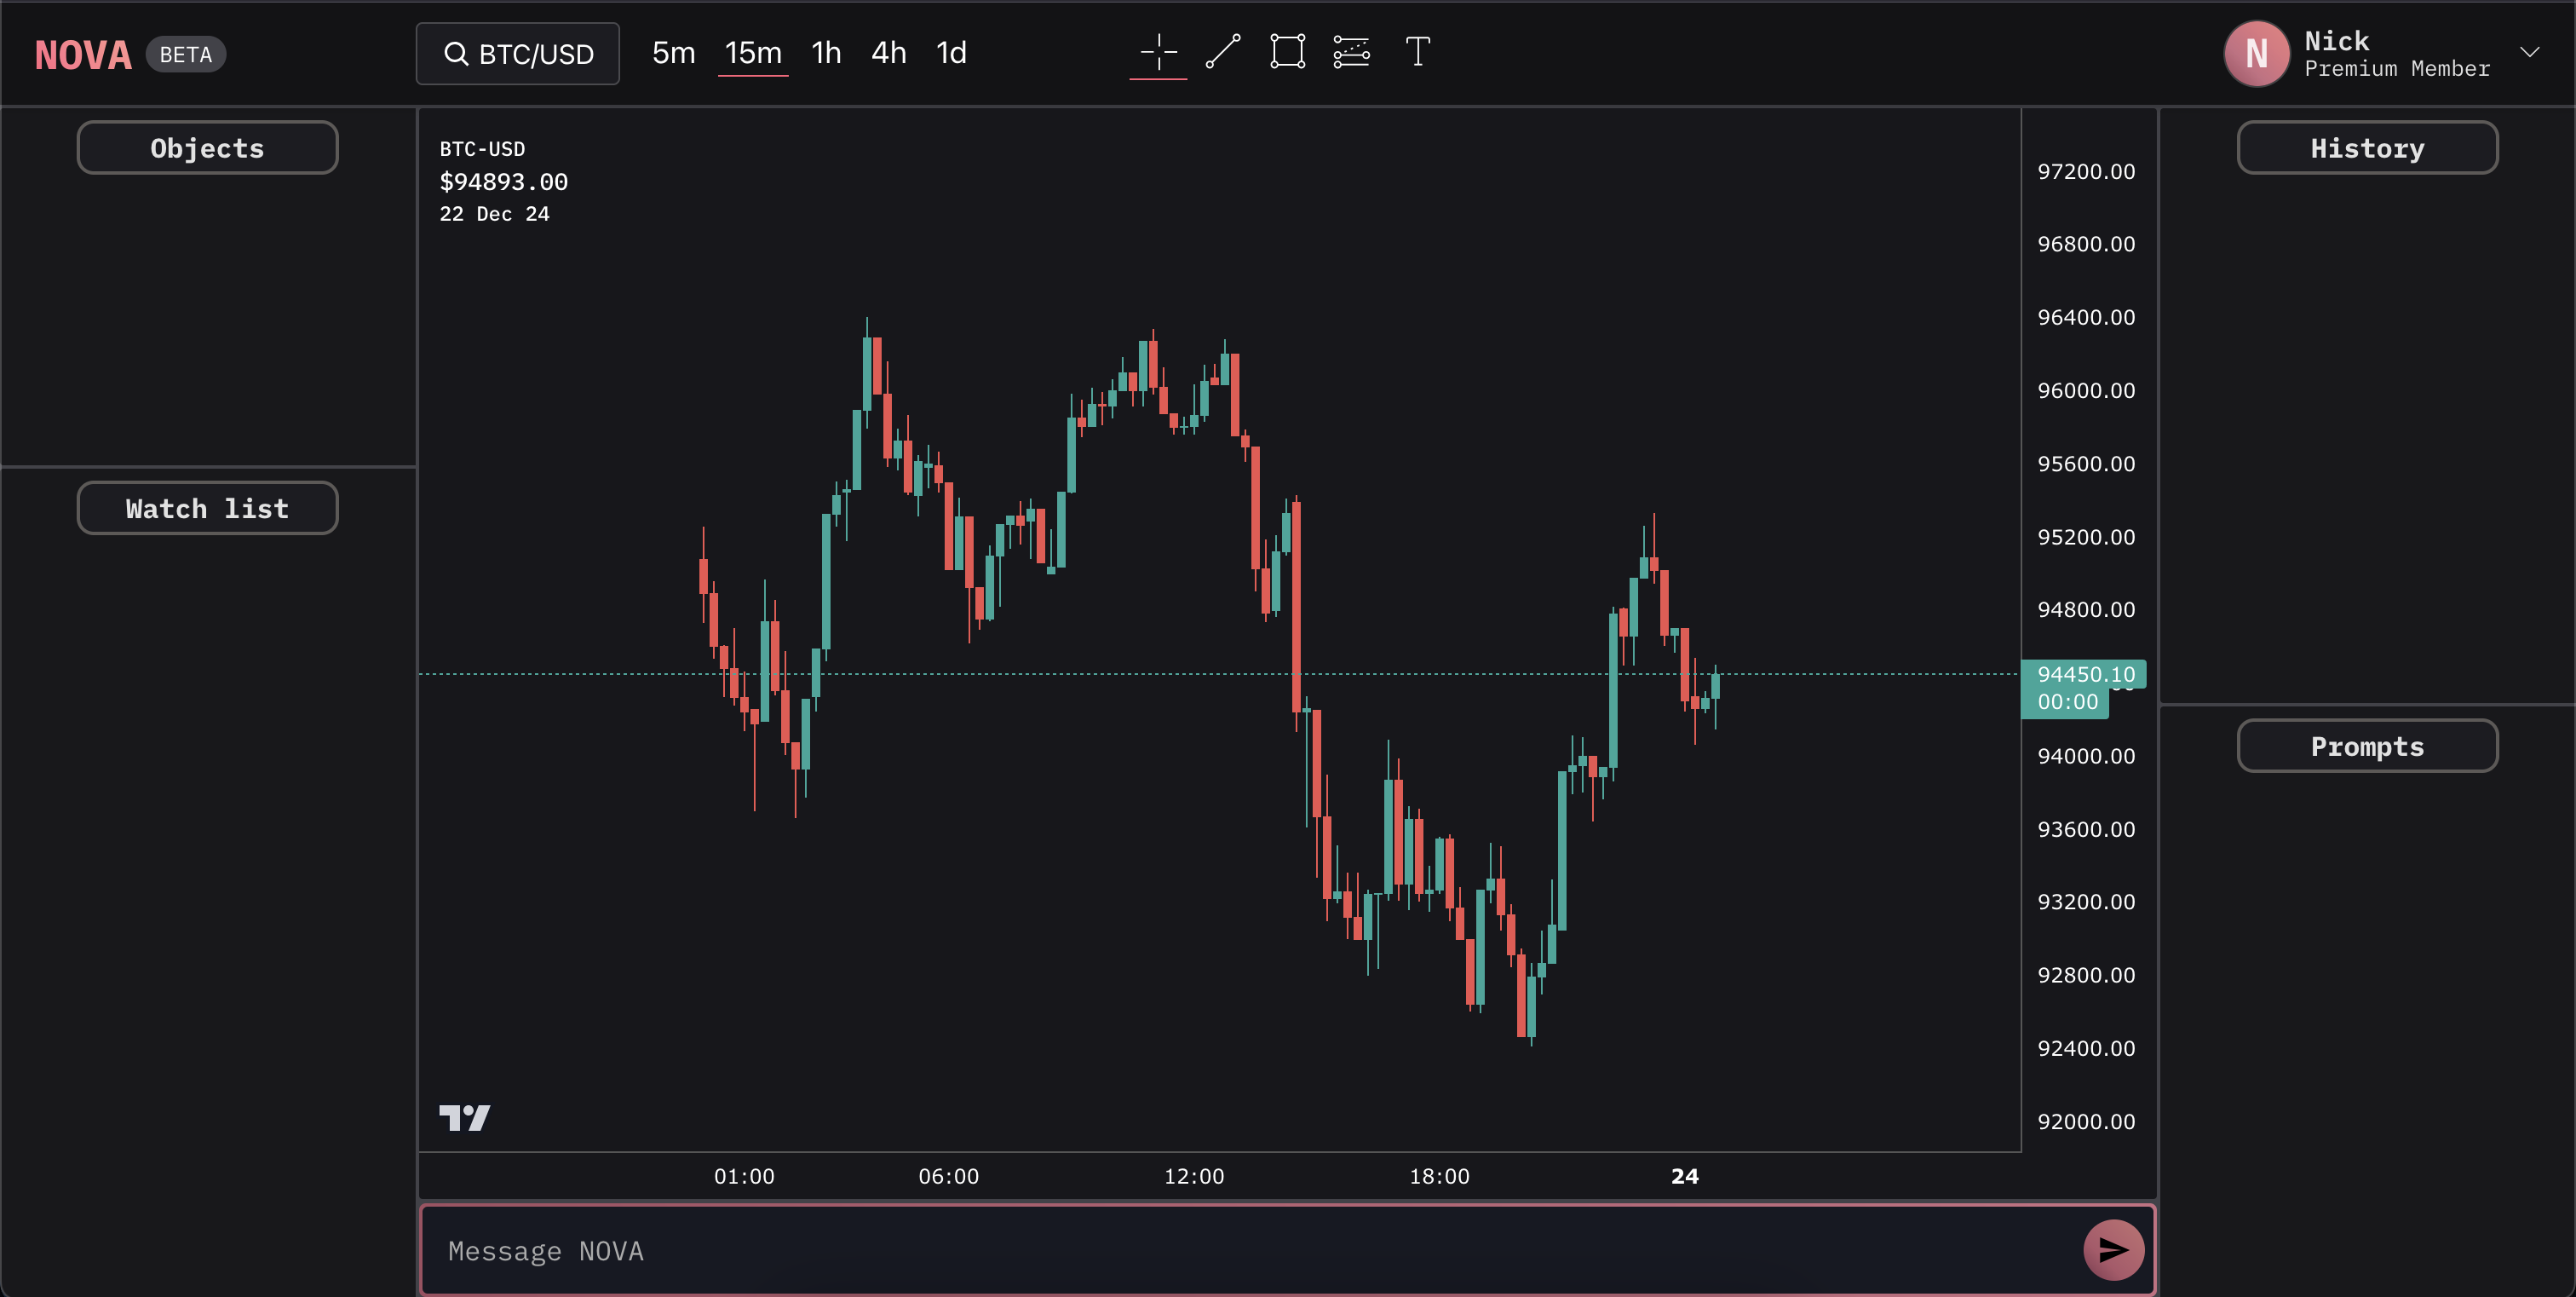 NOVA BETA
BTC/USD 5m 15m 1h 4h 1d T
N Nick
Premium Member
Objects
Watch list
BTC-USD
$94893.00
22 Dec 24
97200.00
96800.00
96400.00
96000.00
95600.00
95200.00
94800.00
94450.10
00:00
94000.00
93600.00
93200.00
92800.00
92400.00
92000.00
01:00 06:00 12:00 18:00 24
Message NOVA
History
Prompts